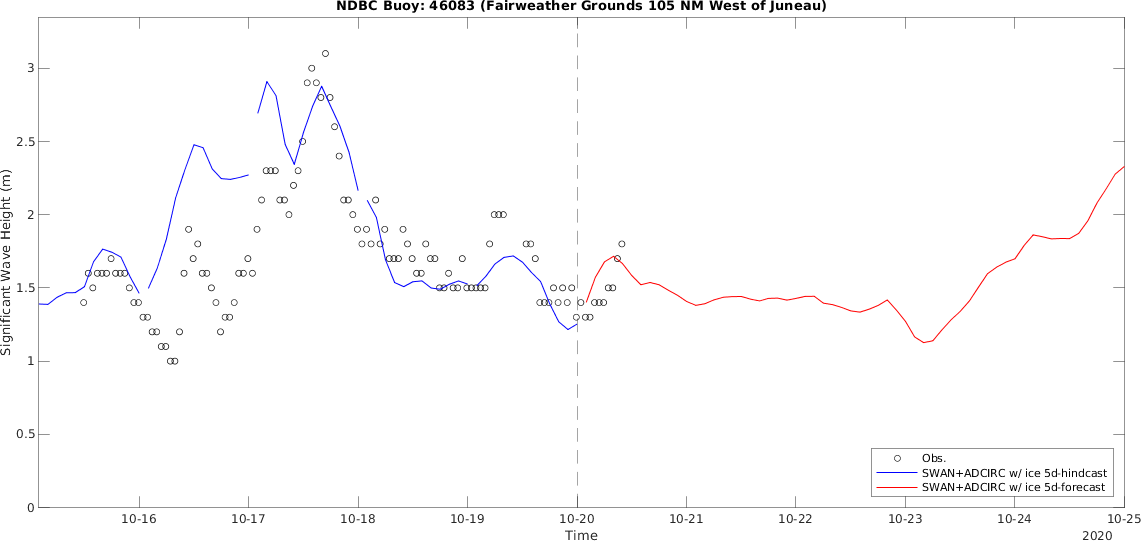 NDBC Buoy: 46083 (Fairweather Grounds 105 NM West of Juneau)
Significant Wave Height (m)
3
2.5
2
1.5
1
0.5
0
Obs.
SWAN+ADCIRC w/ ice 5d-hindcast
SWAN+ADCIRC w/ ice 5d-forecast
10-16 10-17 10-18 10-19 10-20 10-21 10-22 10-23 10-24 10-25
Time
2020